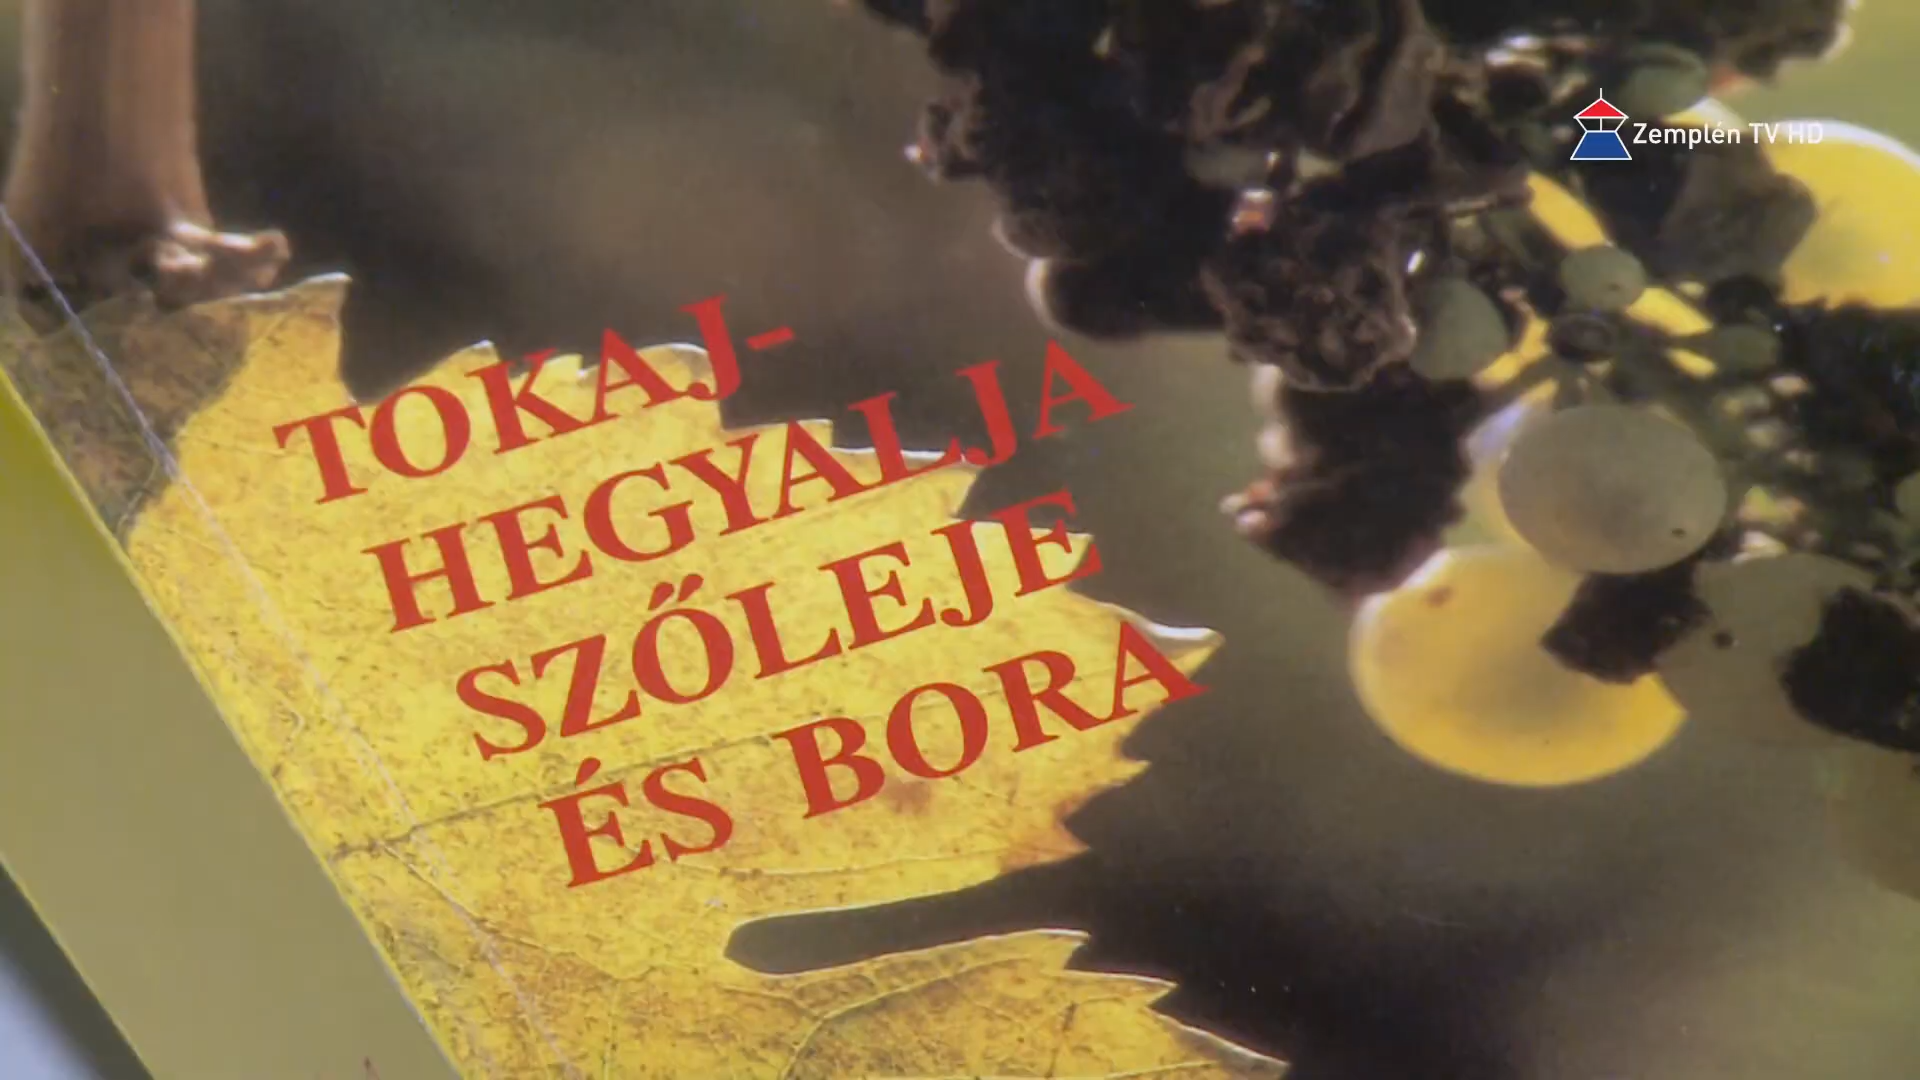 Zemplén TV HD
TOKAJ-
HEGYALJA
SZŐLEJE
ÉS BORA